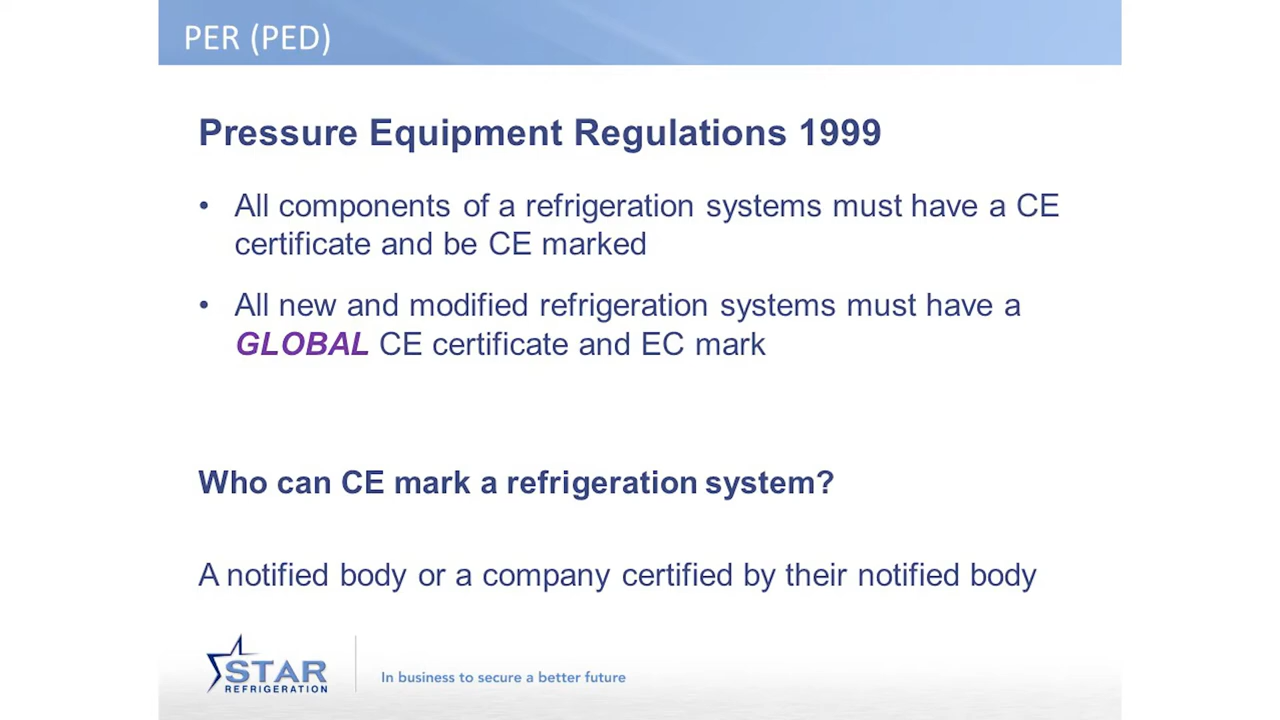 PER (PED)
Pressure Equipment Regulations 1999
• All components of a refrigeration systems must have a CE
certificate and be CE marked
• All new and modified refrigeration systems must have a
GLOBAL CE certificate and EC mark
Who can CE mark a refrigeration system?
A notified body or a company certified by their notified body
STAR
REFRIGERATION
In business to secure a better future